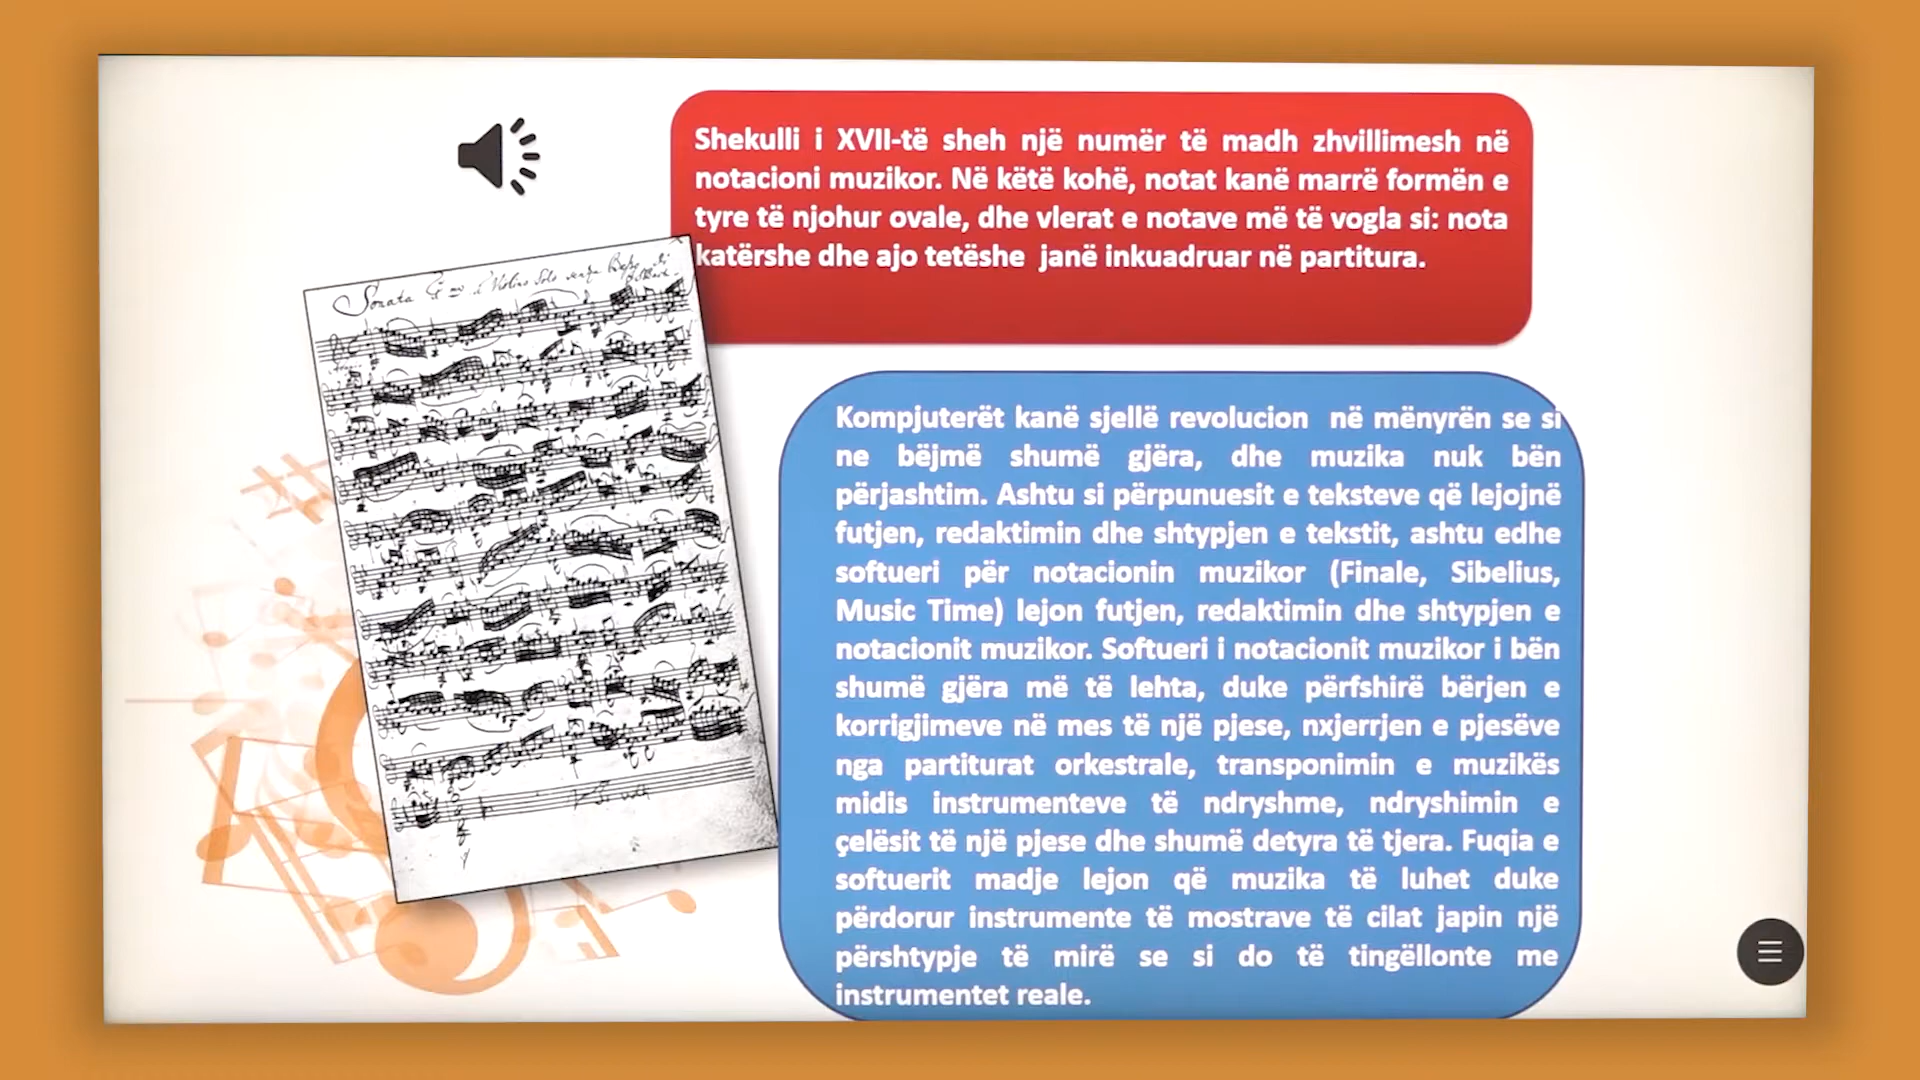 Shekulli i XVII-të sheh një numër të madh zhvillimesh në
notacioni muzikor. Në këtë kohë, notat kanë marrë formën e
tyre të njohur ovale, dhe vlerat e notave më të vogla si: nota
katërshe dhe ajo tetëshe janë inkuadruar në partitura.
Sonata
Violino Solo senza Basso
Kompjuterët kanë sjellë revolucion në mënyrën se si
ne bëjmë shumë gjëra, dhe muzika nuk bën
përjashtim. Ashtu si përpunuesit e teksteve që lejojnë
futjen, redaktimin dhe shtypjen e tekstit, ashtu edhe
softueri për notacionin muzikor (Finale, Sibelius,
Music Time) lejon futjen, redaktimin dhe shtypjen e
notacionit muzikor. Softueri i notacionit muzikor i bën
shumë gjëra më të lehta, duke përfshirë bërjen e
korrigjimeve në mes të një pjese, nxjerrjen e pjesëve
nga partiturat orkestrale, transponimin e muzikës
midis instrumenteve të ndryshme, ndryshimin e
çelësit të një pjese dhe shumë detyra të tjera. Fuqia e
softuerit madje lejon që muzika të luhet duke
përdorur instrumente të mostrave të cilat japin një
përshtypje të mirë se si do të tingëllonte me
instrumentet reale.